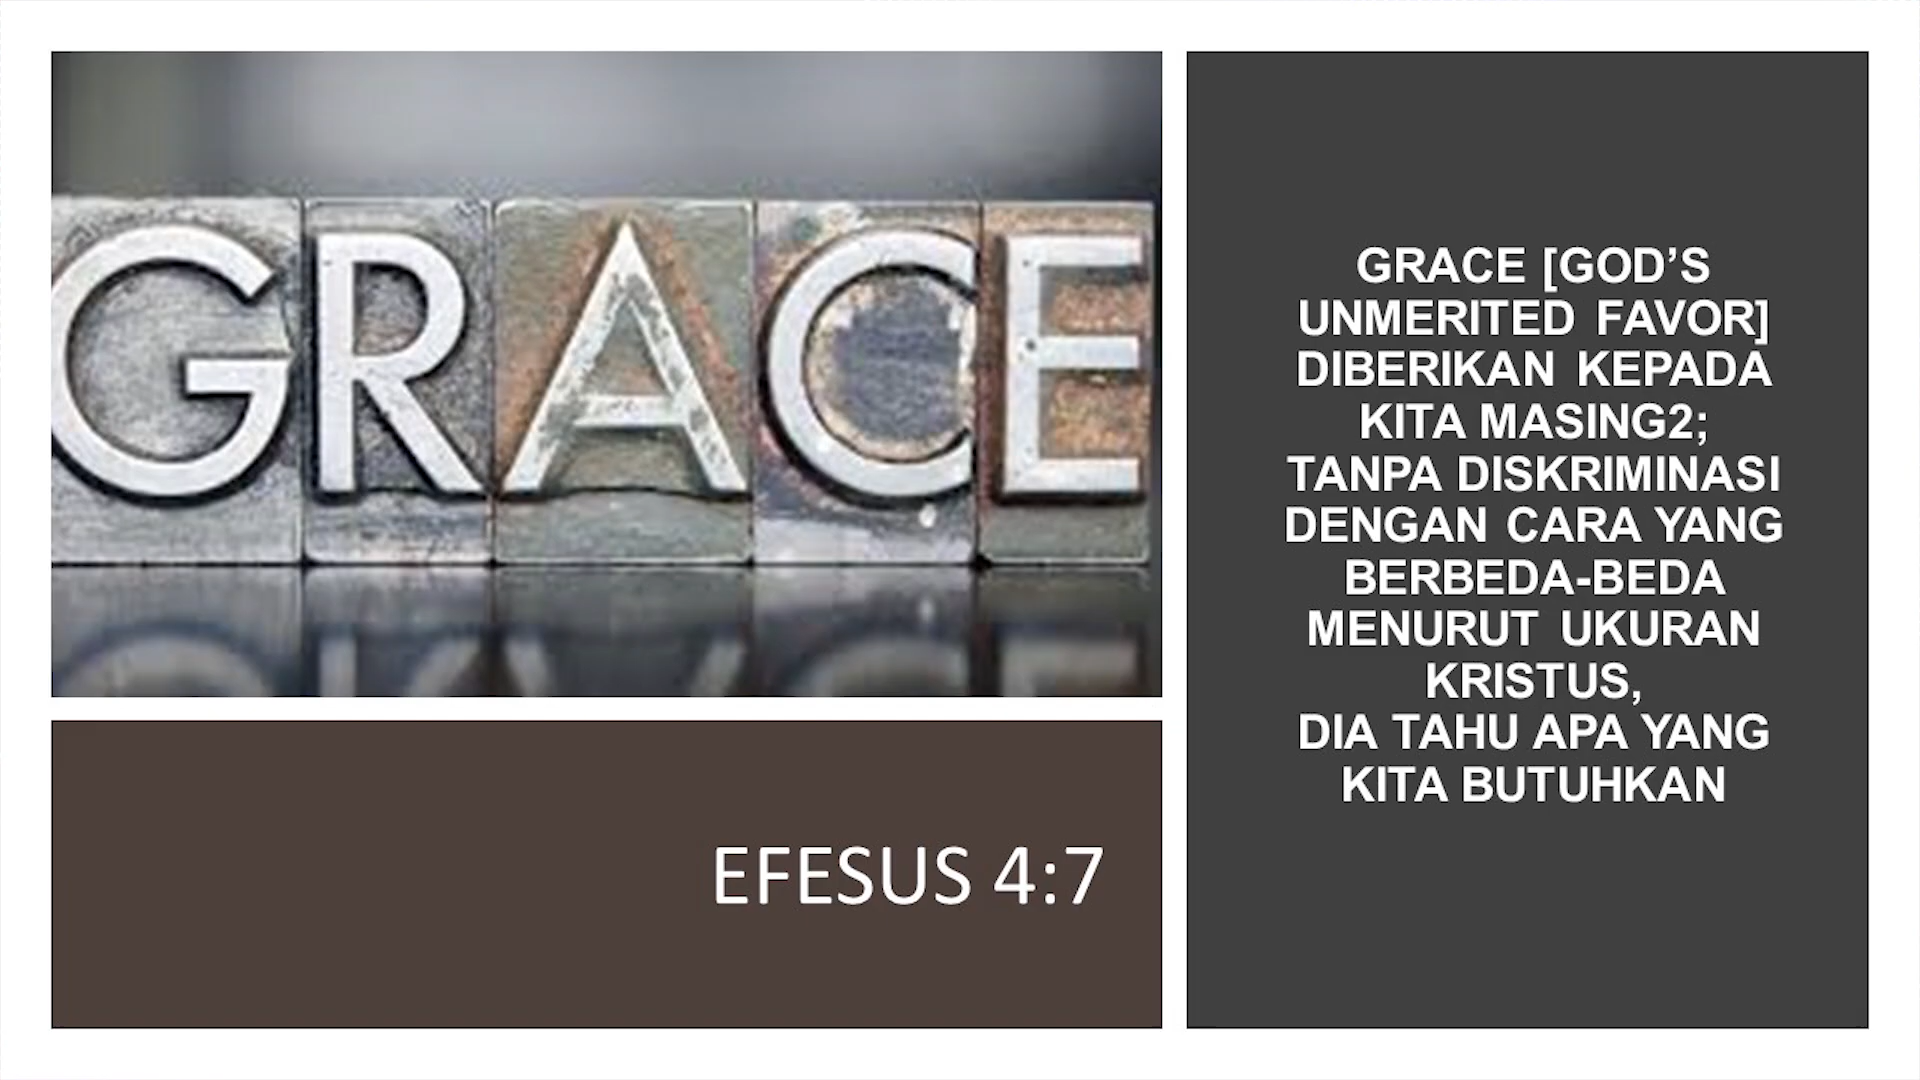 GRACE
EFESUS 4:7
GRACE [GOD’S
UNMERITED FAVOR]
DIBERIKAN KEPADA
KITA MASING2;
TANPA DISKRIMINASI
DENGAN CARA YANG
BERBEDA-BEDA
MENURUT UKURAN
KRISTUS,
DIA TAHU APA YANG
KITA BUTUHKAN